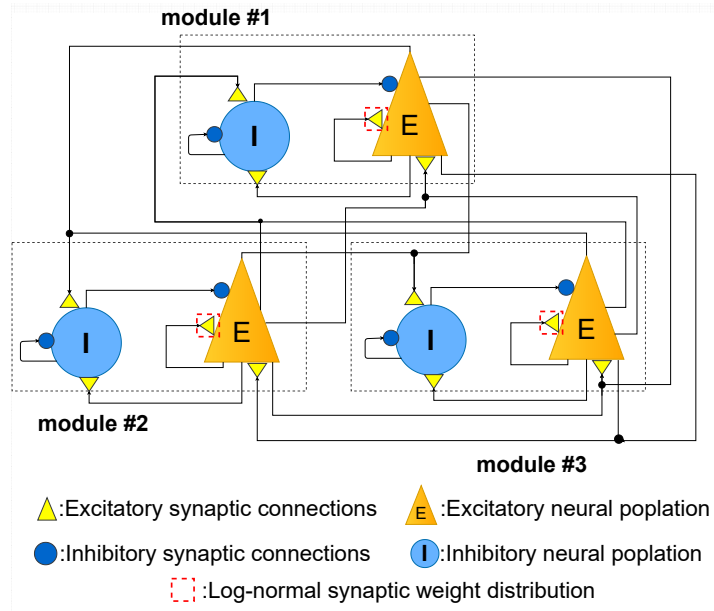 module #1
I
E
E
I
E
I
module #2
module #3
:Excitatory synaptic connections
E
:Excitatory neural poplation
:Inhibitory synaptic connections
I
:Inhibitory neural poplation
:Log-normal synaptic weight distribution